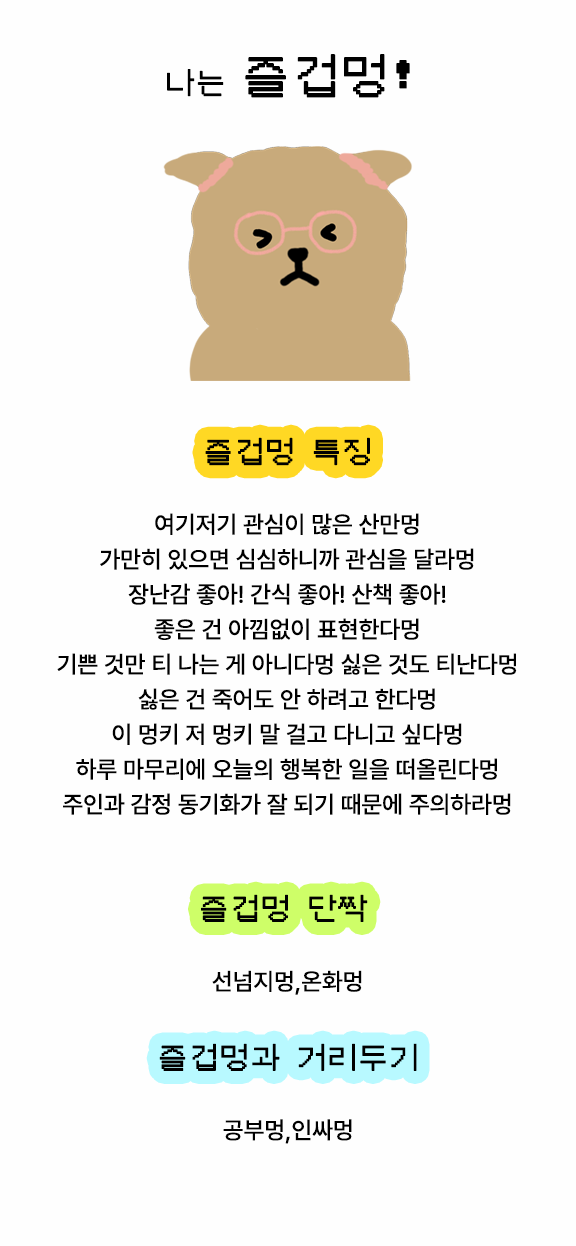 나는 즐겁멍!
즐겁멍 특징
여기저기 관심이 많은 산만멍
가만히 있으면 심심하니까 관심을 달라멍
장난감 좋아! 간식 좋아! 산책 좋아!
좋은 건 아낌없이 표현한다멍
기쁜 것만 티 나는 게 아니다멍 싫은 것도 티난다멍
싫은 건 죽어도 안 하려고 한다멍
이 멍키 저 멍키 말 걸고 다니고 싶다멍
하루 마무리에 오늘의 행복한 일을 떠올린다멍
주인과 감정 동기화가 잘 되기 때문에 주의하라멍
즐겁멍 단짝
선넘지멍,온화멍
즐겁멍과 거리두기
공부멍,인싸멍